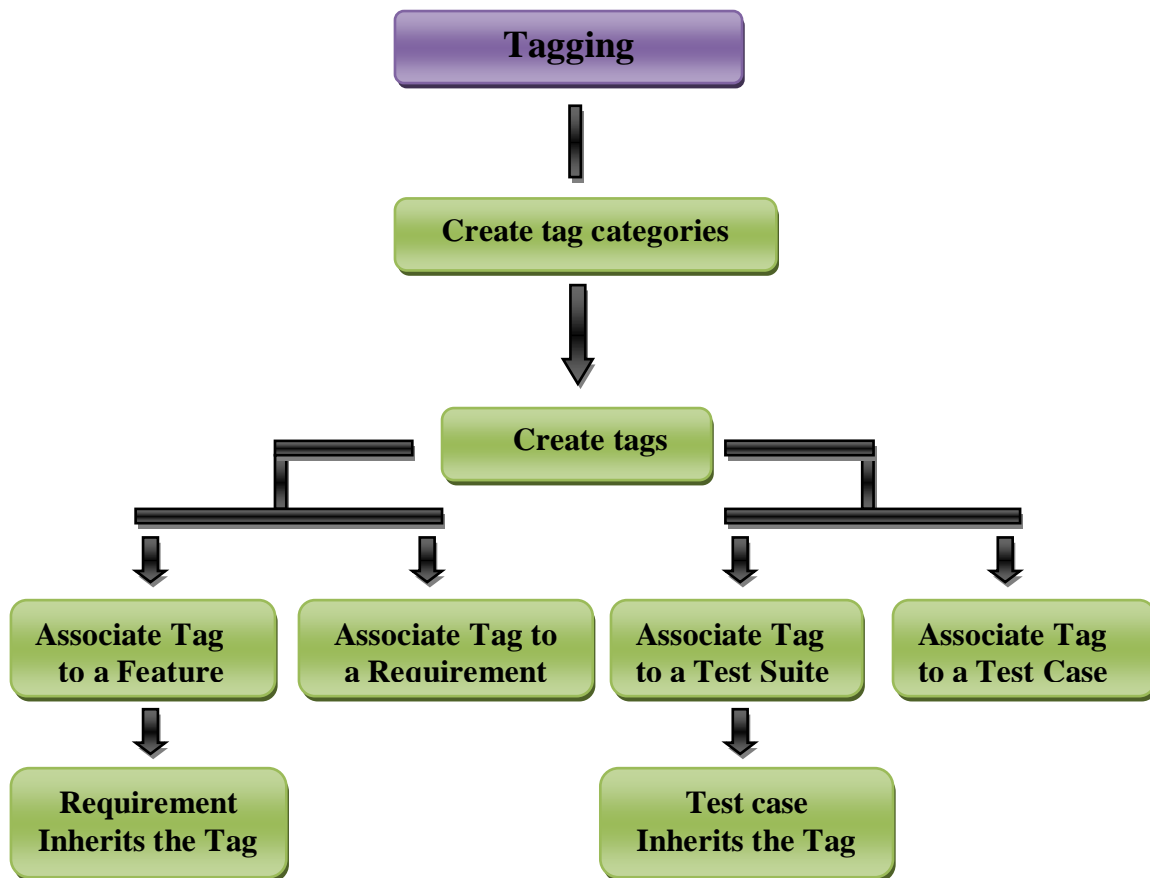 Tagging
Create tag categories
Create tags
Associate Tag
to a Feature
Associate Tag to
a Requirement
Associate Tag
to a Test Suite
Associate Tag
to a Test Case
Requirement
Inherits the Tag
Test case
Inherits the Tag